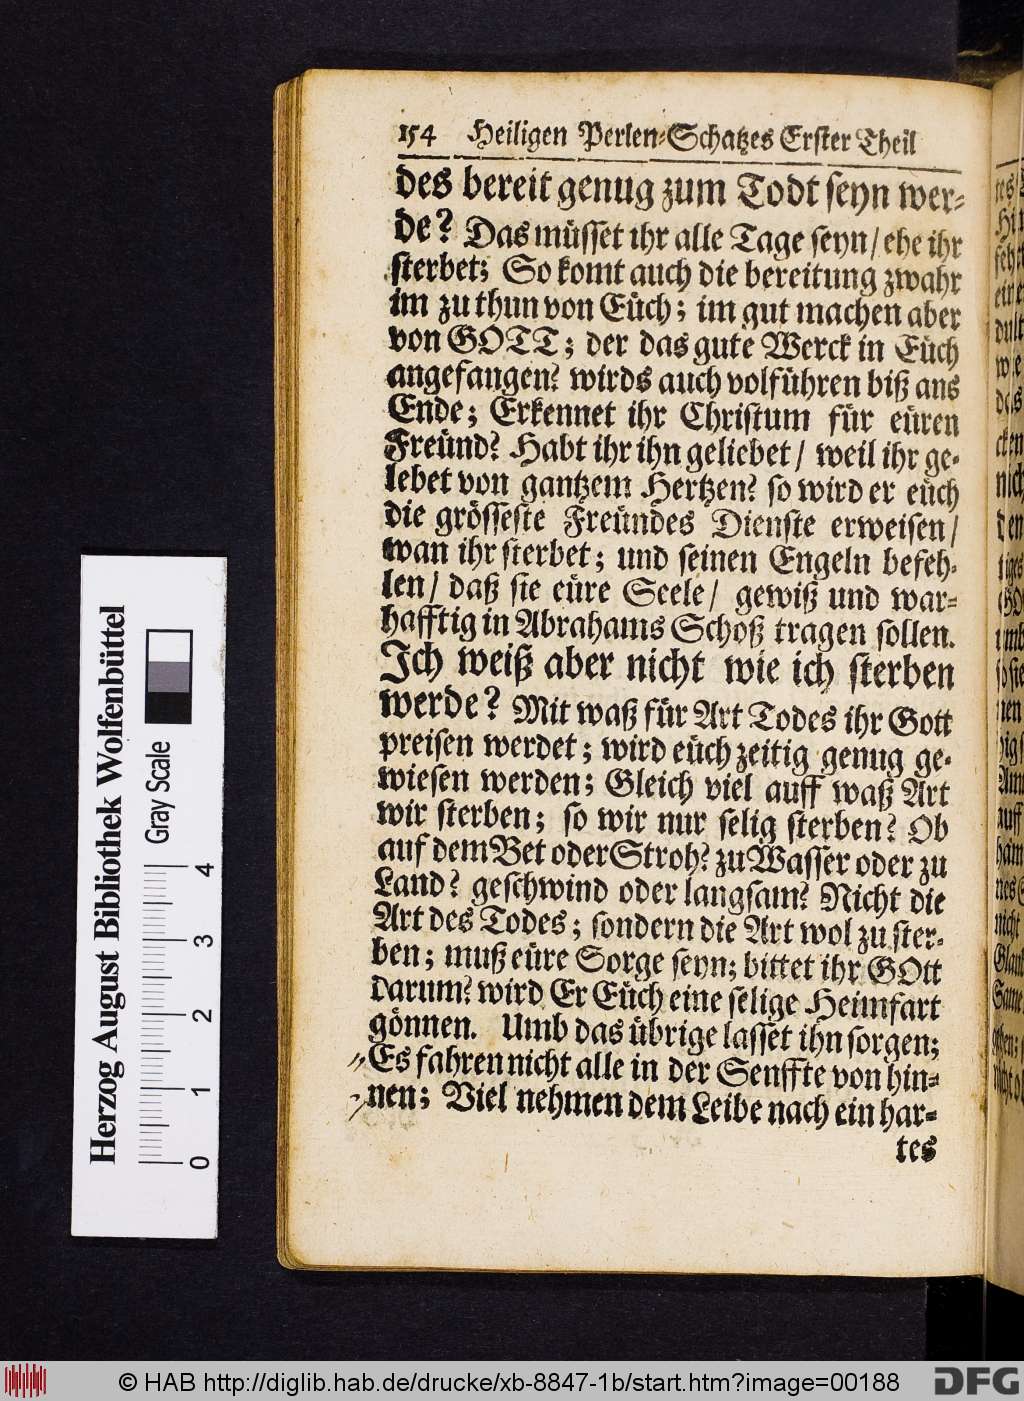 154 Heiligen Perlen-Schatzes Erster Theil
des bereit genug zum Todt seyn wer-
de? Das müsset ihr alle Tage seyn/ ehe ihr
sterbet; So komt auch die bereitung zwahr
im zu thun von Eüch; im gut machen aber
von GOTT; der das gute Werck in Eüch
angefangen? wirds auch volführen biß ans
Ende; Erkennet ihr Christum für eüren
Freünd? Habt ihr ihn geliebet/ weil ihr ge-
lebet von gantzem Hertzen? so wird er eüch
die grösseste Freündes Dienste erweisen/
wan ihr sterbet; und seinen Engeln befeh-
len/ daß sie eüre Seele/ gewiß und war-
hafftig in Abrahams Schoß tragen sollen.
Ich weiß aber nicht wie ich sterben
werde? Mit waß für Art Todes ihr Gott
preisen werdet; wird eüch zeitig genug ge-
wiesen werden; Gleich viel auff waß Art
wir sterben; so wir nur selig sterben? Ob
auf dem Bet oder Stroh? zu Wasser oder zu
Land? geschwind oder langsam? Nicht die
Art des Todes; sondern die Art wol zu ster-
ben; muß eüre Sorge seyn; bittet ihr GOtt
darum? wird Er Eüch eine selige Heimfart
gönnen. Umb das übrige lasset ihn sorgen;
„Es fahren nicht alle in der Senffte von hin-
„nen; Viel nehmen dem Leibe nach ein har-
tes
Herzog August Bibliothek Wolfenbüttel
Gray Scale
0 1 2 3 4
© HAB http://diglib.hab.de/drucke/xb-8847-1b/start.htm?image=00188
DFG